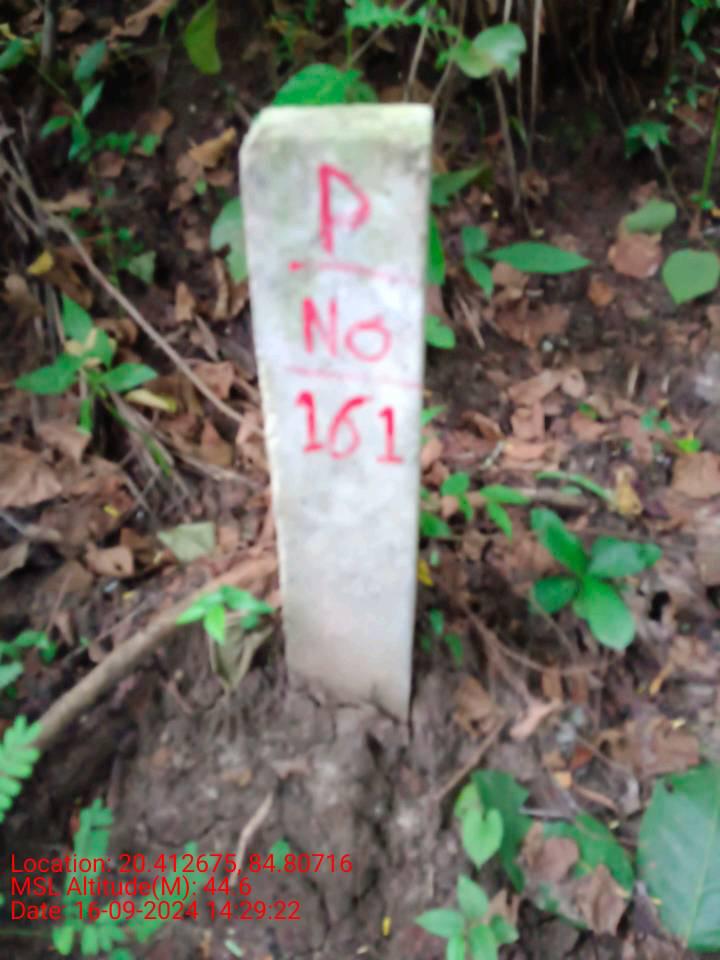 P
No
161
Location: 20.412675, 84.80716
MSL Altitude(M): 44.6
Date: 16-09-2024 14:29:22